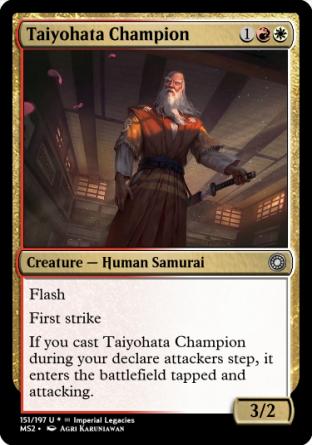 Taiyohata Champion 1
Creature — Human Samurai
Flash
First strike
If you cast Taiyohata Champion
during your declare attackers step, it
enters the battlefield tapped and
attacking.
3/2
151/197 U * = Imperial Legacies
MS2 • Agri Karuniawan